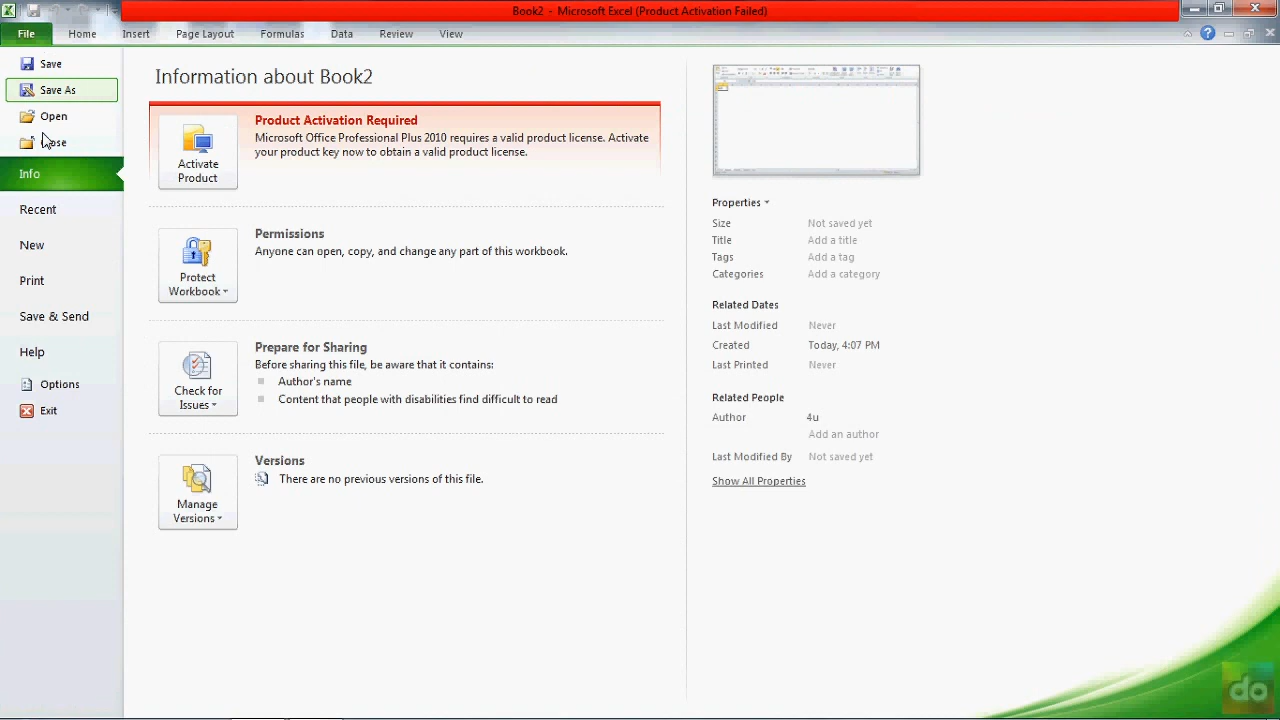 Book2 - Microsoft Excel (Product Activation Failed)
File Home Insert Page Layout Formulas Data Review View
Save
Save As
Open
Close
Info
Recent
New
Print
Save & Send
Help
Options
Exit
Information about Book2
Activate
Product
Product Activation Required
Microsoft Office Professional Plus 2010 requires a valid product license. Activate
your product key now to obtain a valid product license.
Protect
Workbook
Permissions
Anyone can open, copy, and change any part of this workbook.
Check for
Issues
Prepare for Sharing
Before sharing this file, be aware that it contains:
Author's name
Content that people with disabilities find difficult to read
Manage
Versions
Versions
There are no previous versions of this file.
Properties
Size Not saved yet
Title Add a title
Tags Add a tag
Categories Add a category
Related Dates
Last Modified Never
Created Today, 4:07 PM
Last Printed Never
Related People
Author 4u
Add an author
Last Modified By Not saved yet
Show All Properties
do